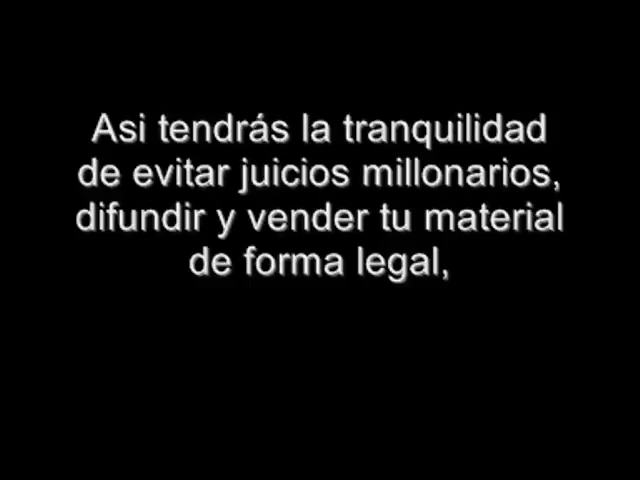 Asi tendrás la tranquilidad
de evitar juicios millonarios,
difundir y vender tu material
de forma legal,